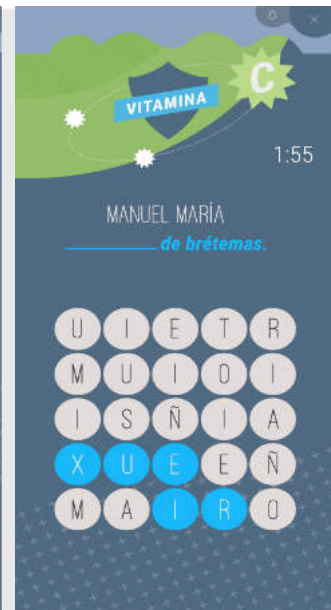 VITAMINA
C
1:55
MANUEL MARÍA
de brétemas.
U I E T R
M U I O I
I S Ñ I A
X U E E Ñ
M A I R O